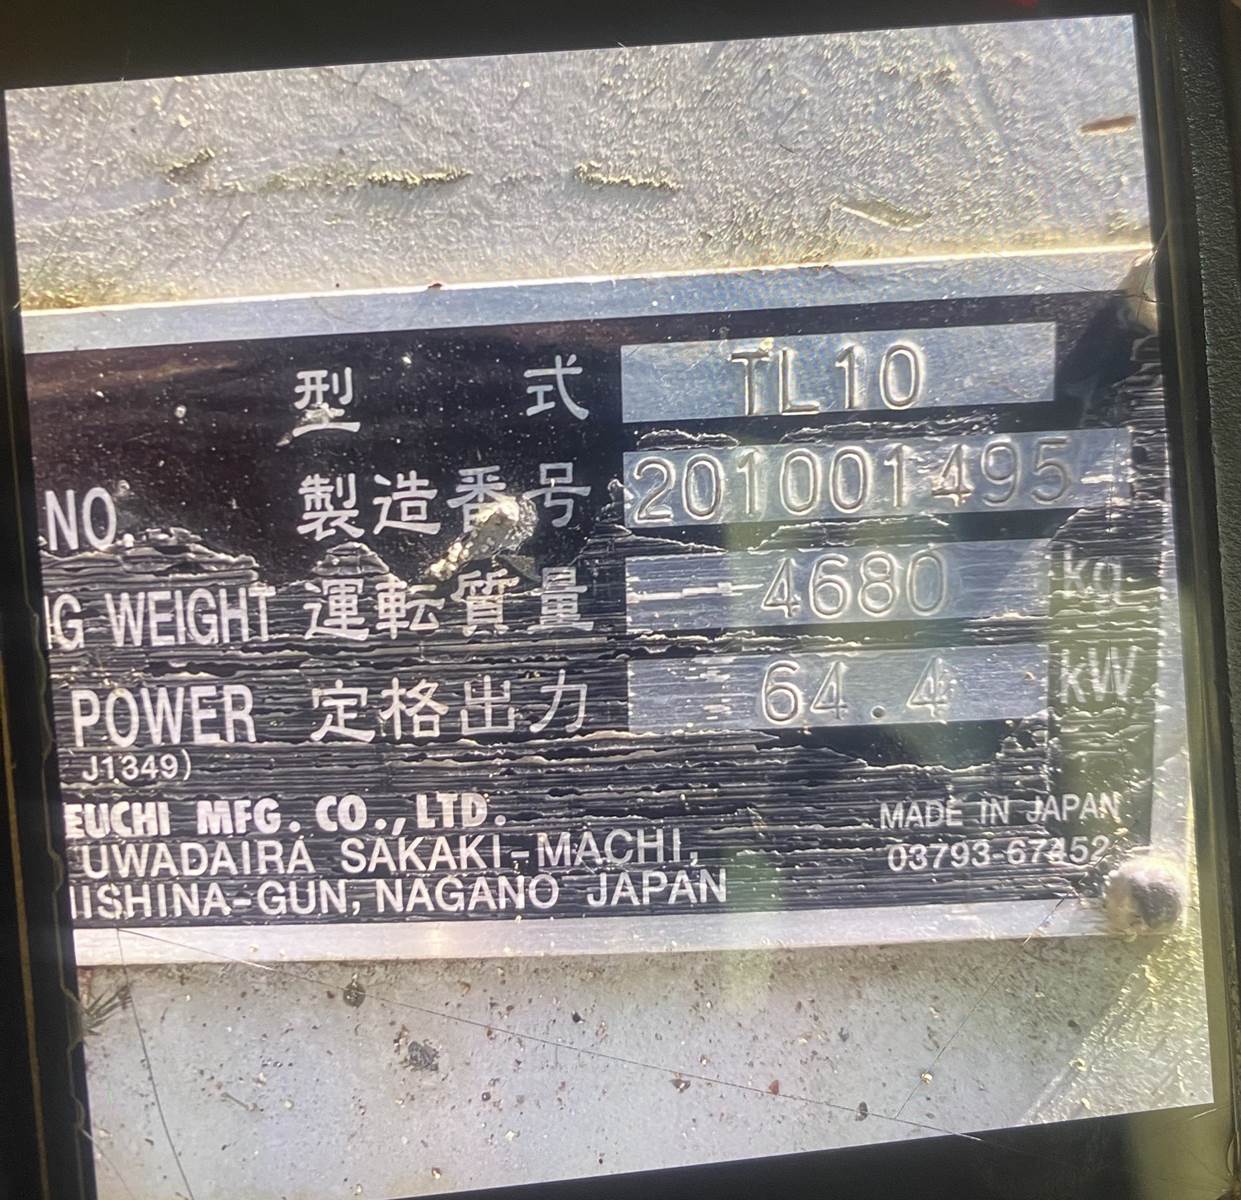 型 式 TL10
NO. 製造番号 201001495
G WEIGHT 運転質量 4680 kg
POWER 定格出力 64.4 kW
J1349)
EUCHI MFG. CO., LTD.
UWADAIRA SAKAKI-MACHI,
ISHINA-GUN, NAGANO JAPAN
MADE IN JAPAN
03793-67452